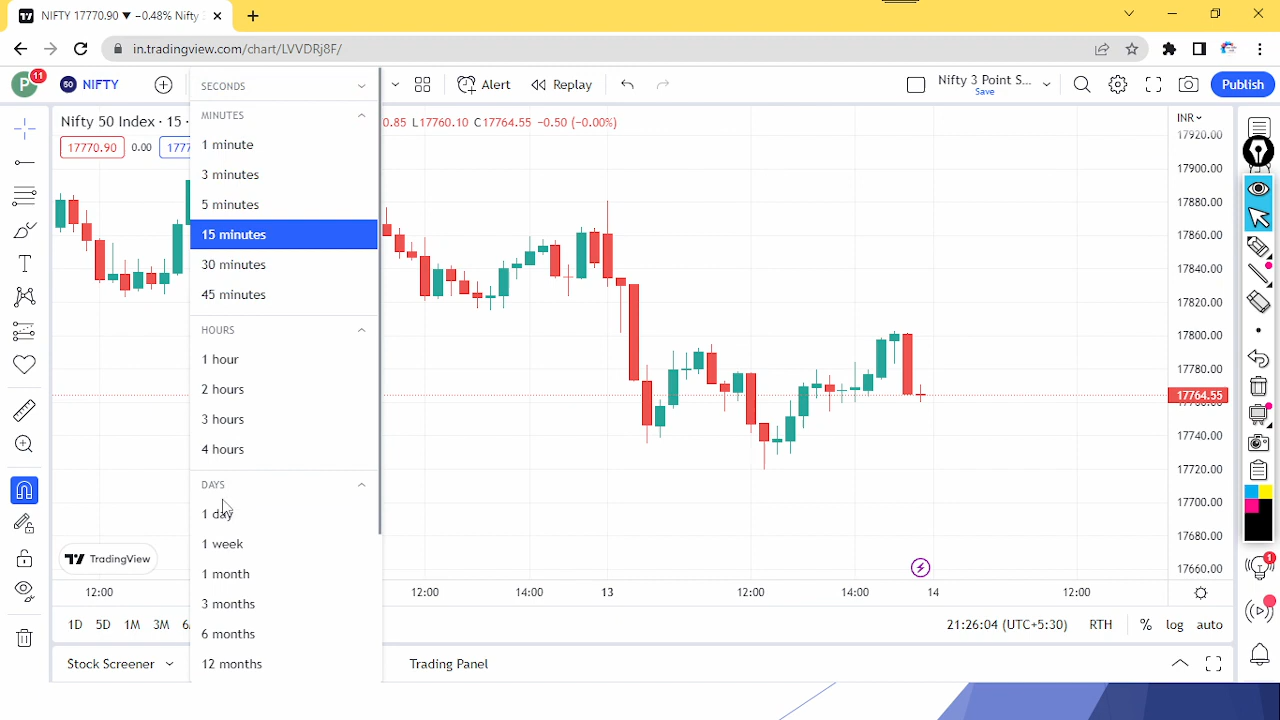 NIFTY 17770.90 ▼ −0.48% Nifty
in.tradingview.com/chart/LVVDRj8F/
P
11
50
NIFTY
Alert
Replay
Nifty 3 Point S...
Save
Publish
Nifty 50 Index · 15 ·
0.85 L17760.10 C17764.55 −0.50 (−0.00%)
17770.90
0.00
SECONDS
MINUTES
1 minute
3 minutes
5 minutes
15 minutes
30 minutes
45 minutes
HOURS
1 hour
2 hours
3 hours
4 hours
DAYS
1 day
1 week
1 month
3 months
6 months
12 months
INR
17920.00
17900.00
17880.00
17860.00
17840.00
17820.00
17800.00
17780.00
17764.55
17740.00
17720.00
17700.00
17680.00
17660.00
TradingView
12:00
12:00
14:00
13
12:00
14:00
14
12:00
1D
5D
1M
3M
21:26:04 (UTC+5:30)
RTH
%
log
auto
Stock Screener
Trading Panel
1